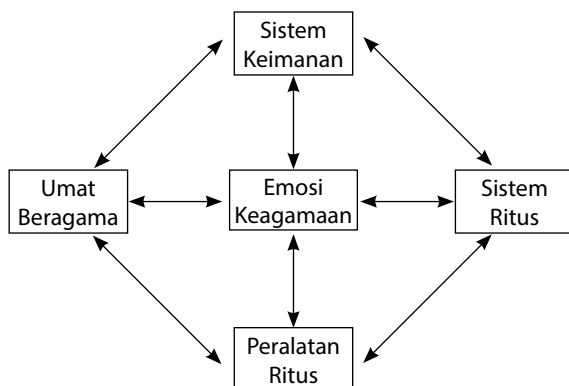 Sistem
Keimanan
Umat
Beragama
Emosi
Keagamaan
Sistem
Ritus
Peralatan
Ritus